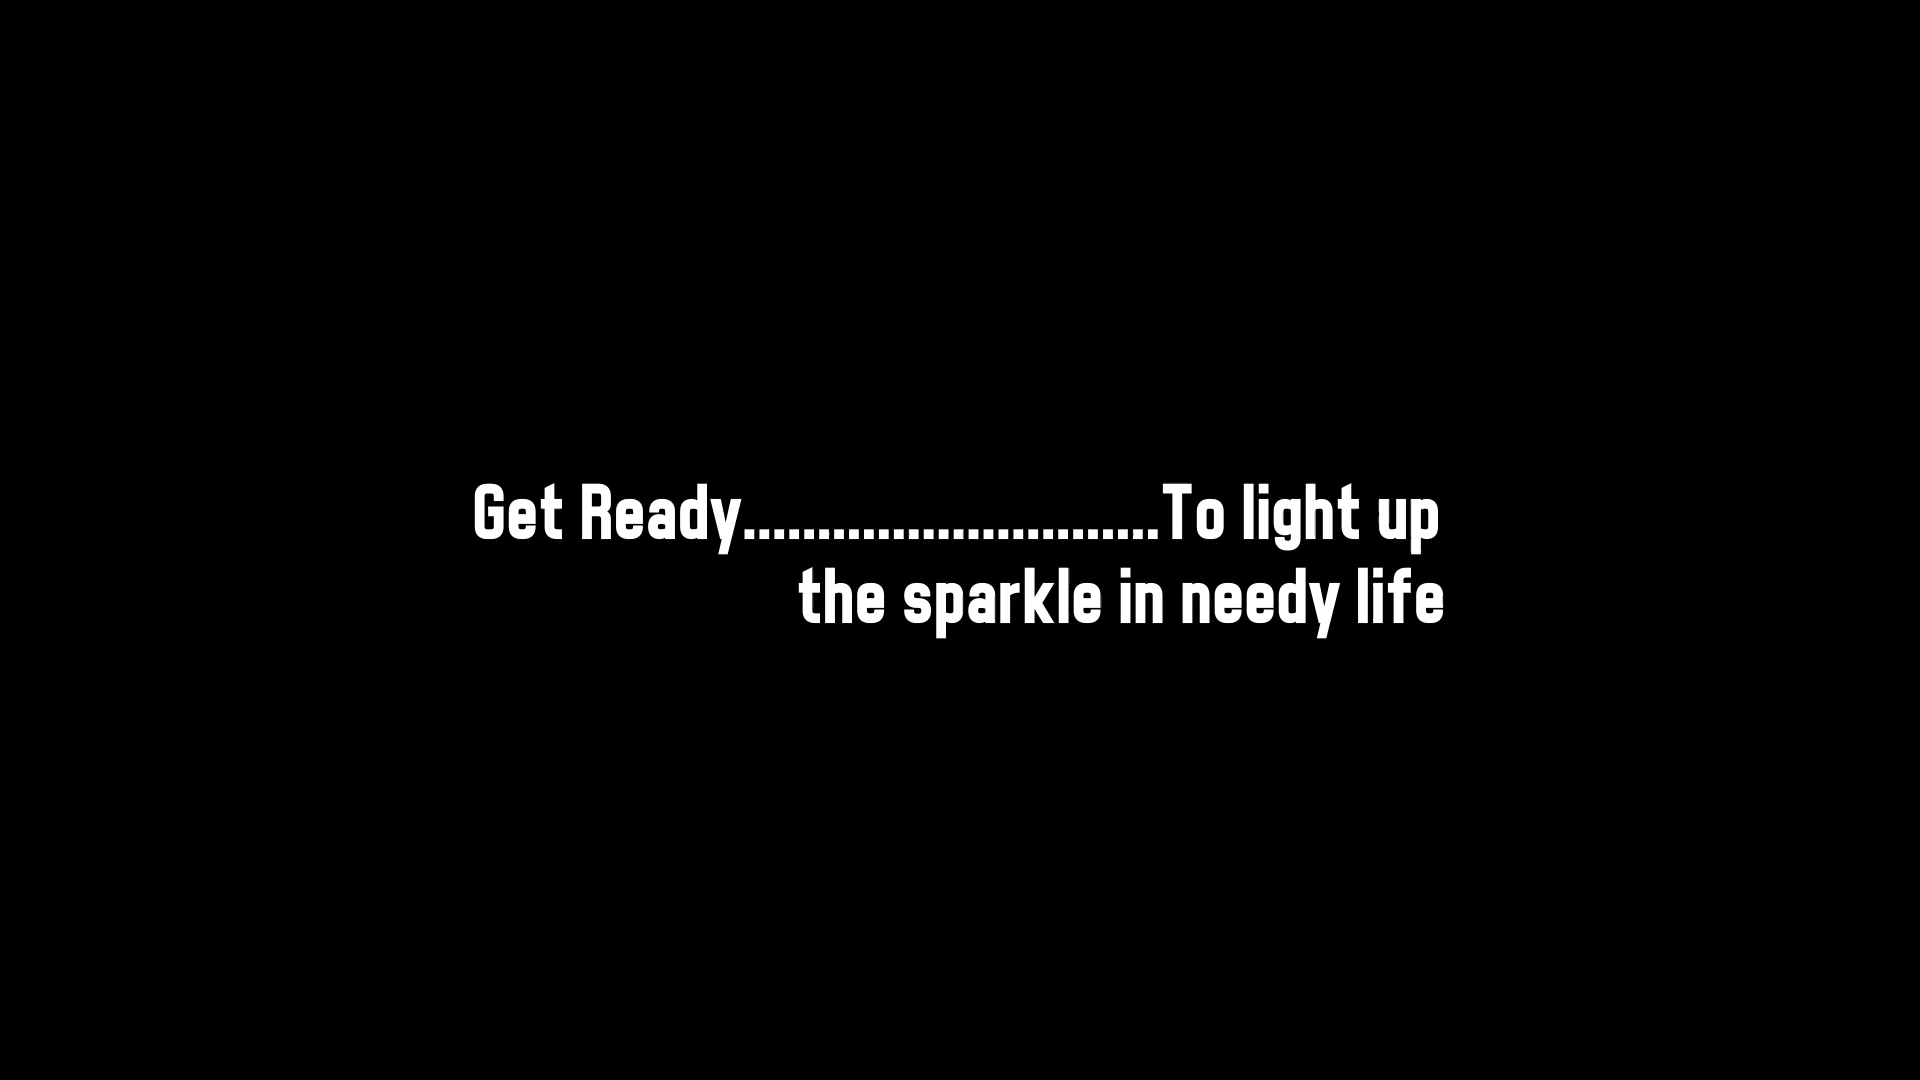 Get Ready............................To light up
the sparkle in needy life